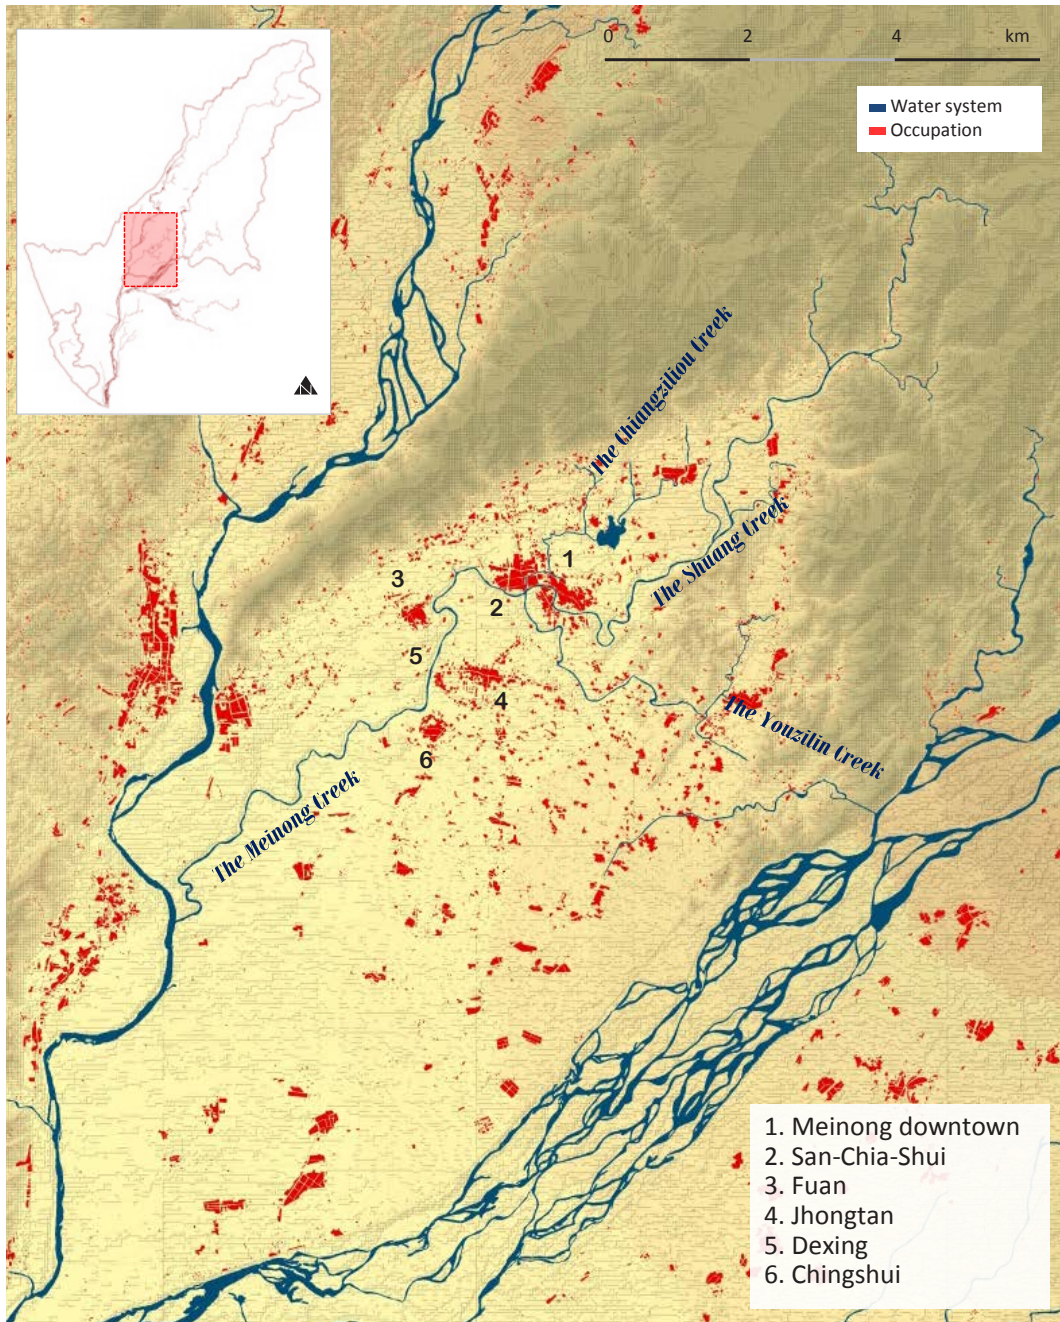 0 2 4 km
Water system
Occupation
The Chiangziliou Creek
The Shuang Creek
1
3
2
5
4
The Youzilin Creek
6
The Meinong Creek
1. Meinong downtown
2. San-Chia-Shui
3. Fuan
4. Jhongtan
5. Dexing
6. Chingshui